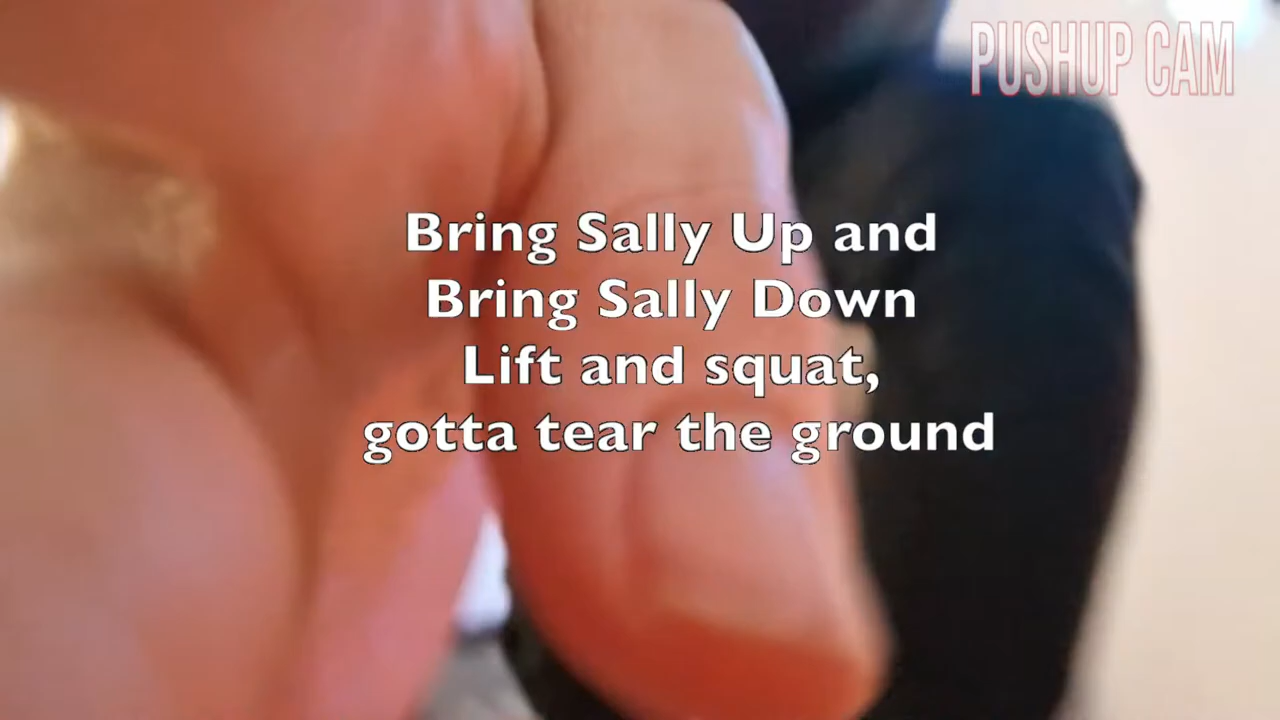 PUSHUP CAM
Bring Sally Up and
Bring Sally Down
Lift and squat,
gotta tear the ground